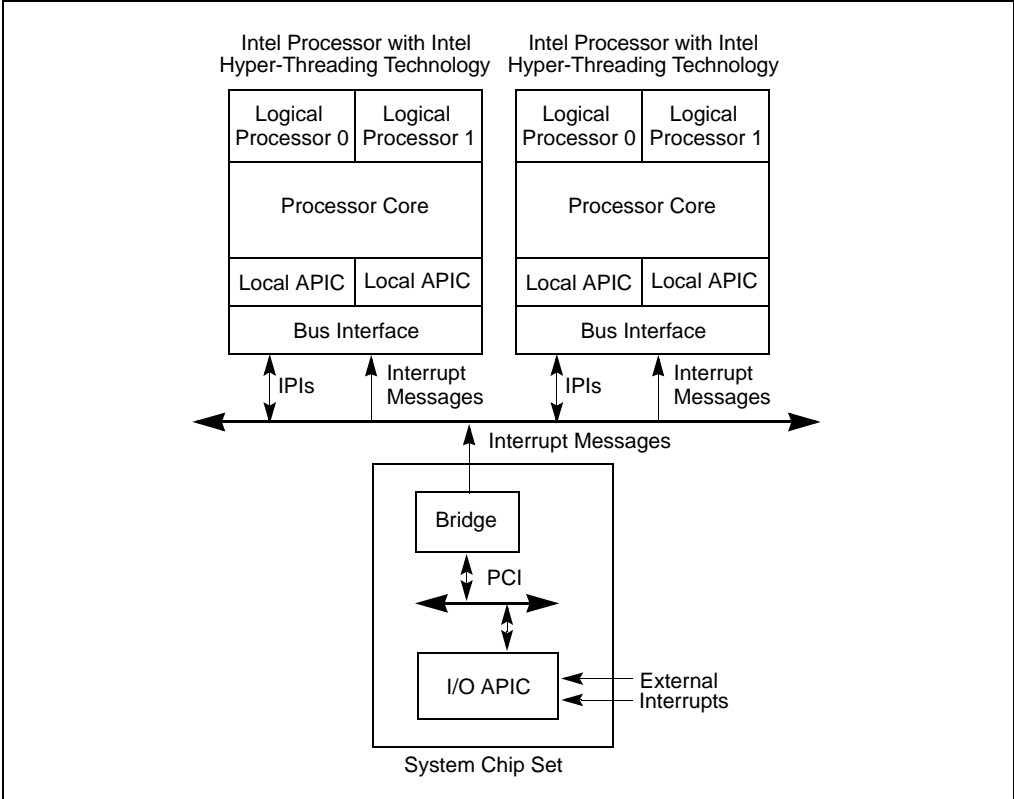 Intel Processor with Intel
Hyper-Threading Technology
Intel Processor with Intel
Hyper-Threading Technology
Logical
Processor 0
Logical
Processor 1
Logical
Processor 0
Logical
Processor 1
Processor Core
Processor Core
Local APIC
Local APIC
Local APIC
Local APIC
Bus Interface
Bus Interface
IPIs
Interrupt
Messages
IPIs
Interrupt
Messages
Interrupt Messages
Bridge
PCI
I/O APIC
External
Interrupts
System Chip Set